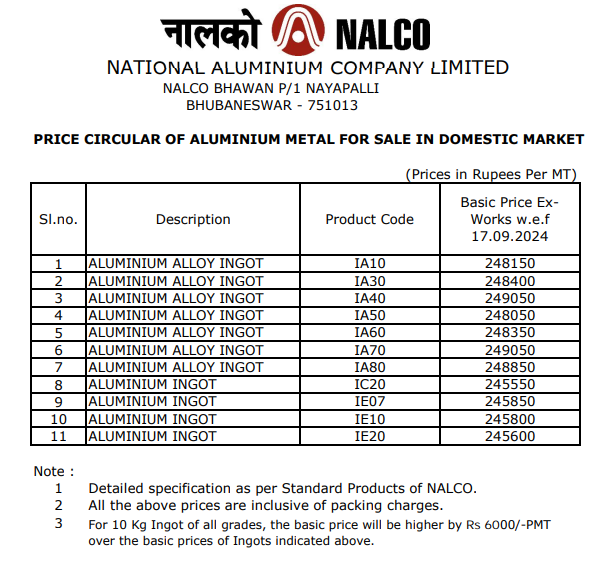 नालको NALCO
NATIONAL ALUMINIUM COMPANY LIMITED
NALCO BHAWAN P/1 NAYAPALLI
BHUBANESWAR - 751013
PRICE CIRCULAR OF ALUMINIUM METAL FOR SALE IN DOMESTIC MARKET
(Prices in Rupees Per MT)
Sl.no. Description Product Code Basic Price Ex-
Works w.e.f
17.09.2024
1 ALUMINIUM ALLOY INGOT IA10 248150
2 ALUMINIUM ALLOY INGOT IA30 248400
3 ALUMINIUM ALLOY INGOT IA40 249050
4 ALUMINIUM ALLOY INGOT IA50 248050
5 ALUMINIUM ALLOY INGOT IA60 248350
6 ALUMINIUM ALLOY INGOT IA70 249050
7 ALUMINIUM ALLOY INGOT IA80 248850
8 ALUMINIUM INGOT IC20 245550
9 ALUMINIUM INGOT IE07 245850
10 ALUMINIUM INGOT IE10 245800
11 ALUMINIUM INGOT IE20 245600
Note :
1 Detailed specification as per Standard Products of NALCO.
2 All the above prices are inclusive of packing charges.
3 For 10 Kg Ingot of all grades, the basic price will be higher by Rs 6000/-PMT
over the basic prices of Ingots indicated above.